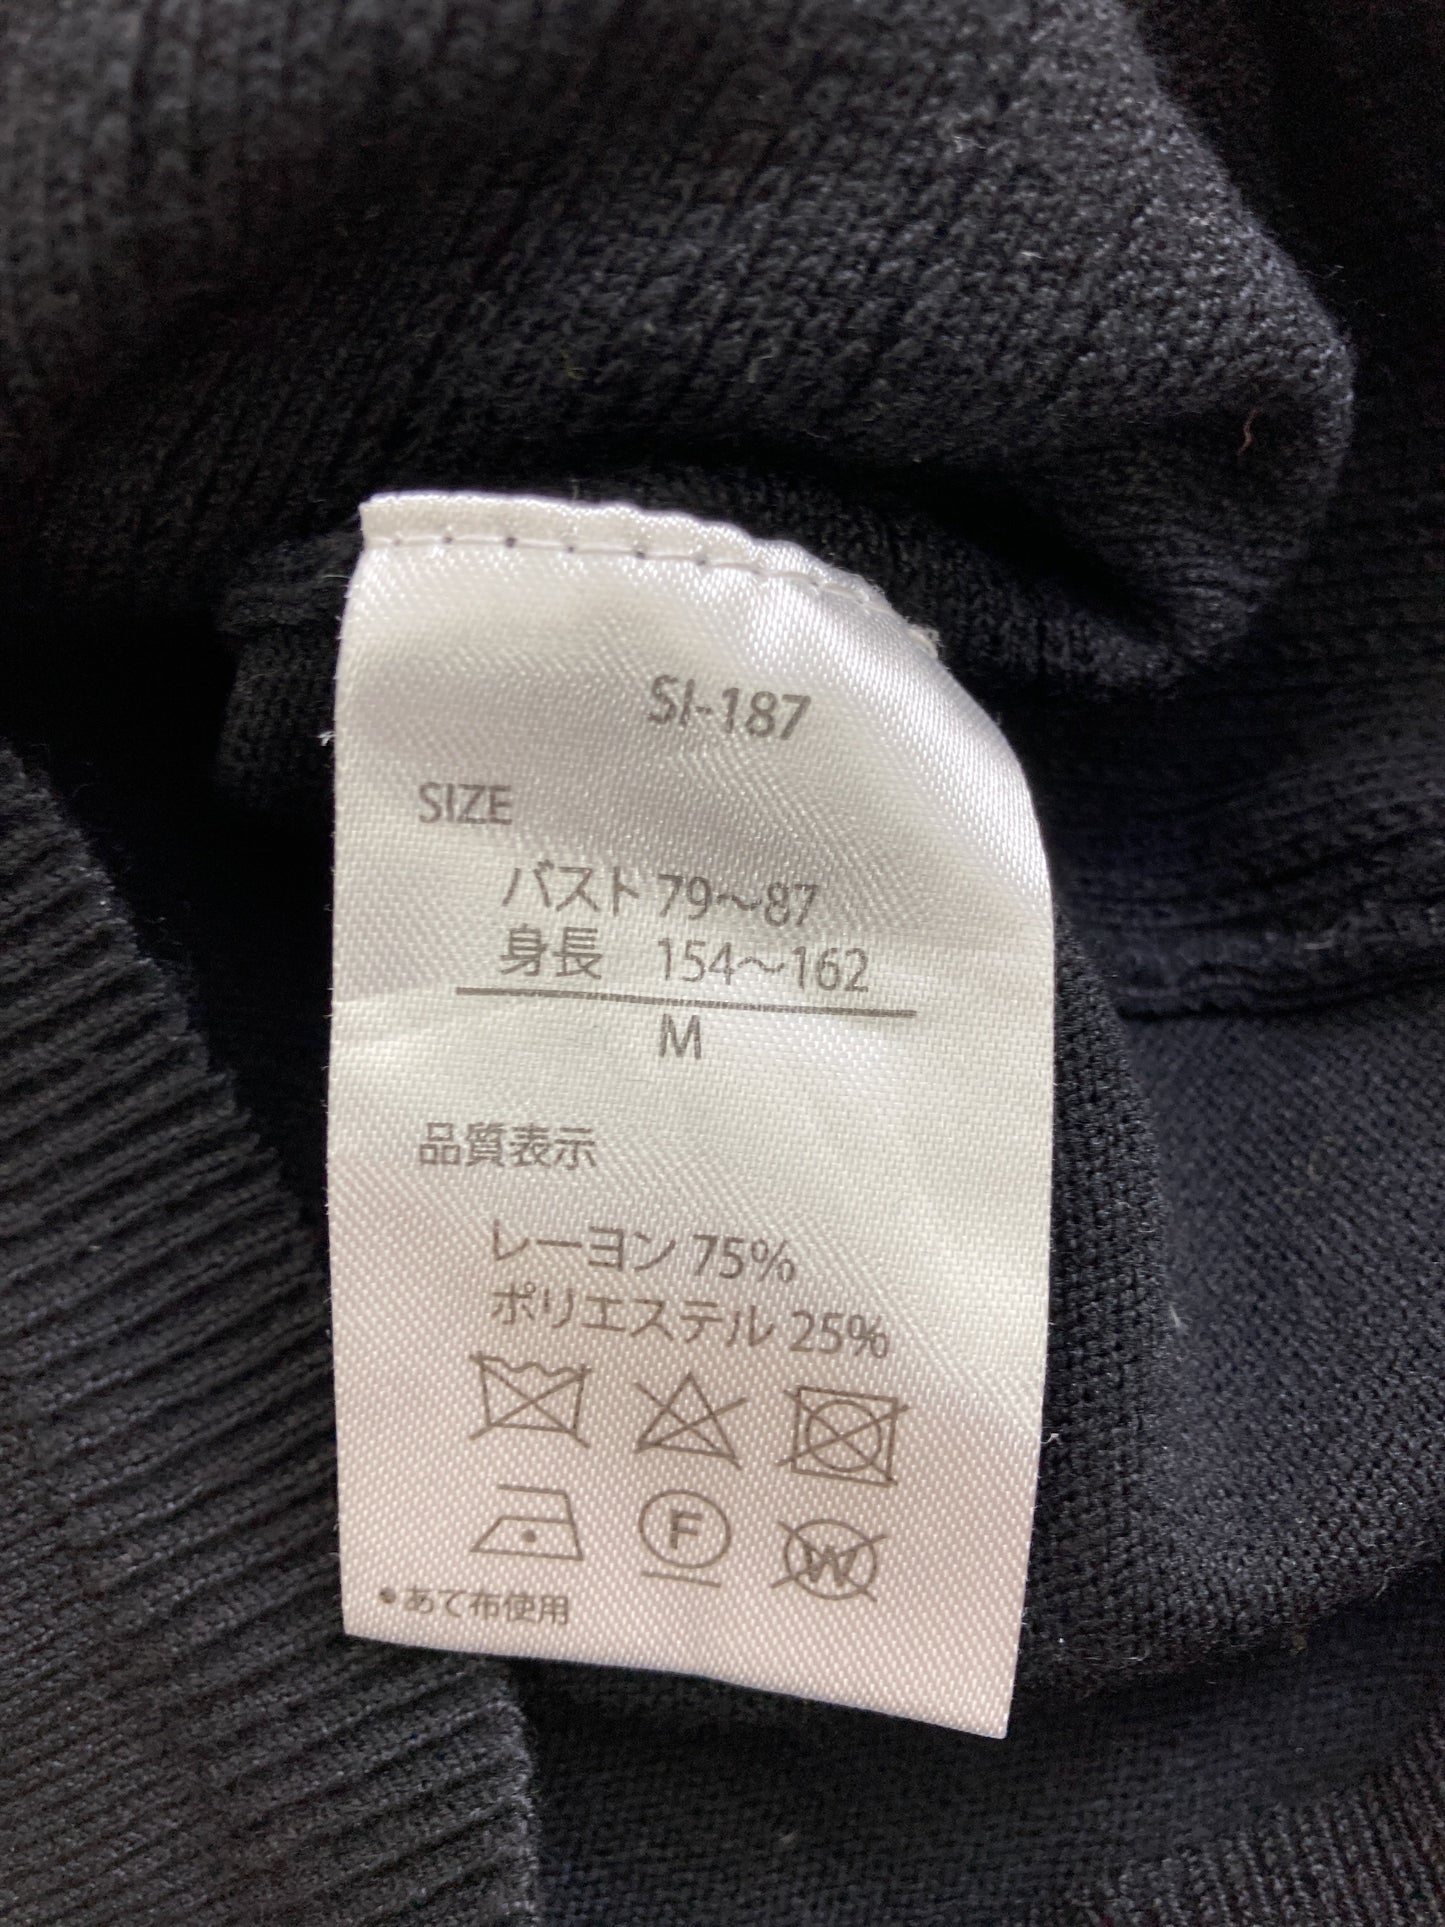 SI-187
SIZE
バスト 79～87
身長 154～162
M
品質表示
レーヨン 75%
ポリエステル 25%
F
W
●あて布使用